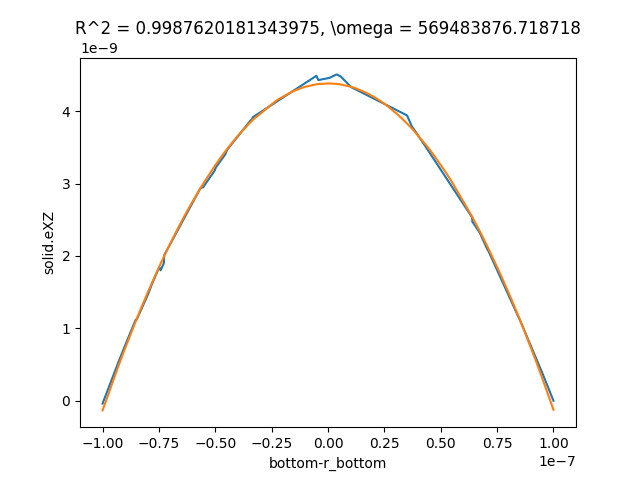 R^2 = 0.9987620181343975, \omega = 569483876.718718
1e−9
4
3
2
1
0
solid.eXZ
−1.00 −0.75 −0.50 −0.25 0.00 0.25 0.50 0.75 1.00
bottom-r_bottom
1e−7